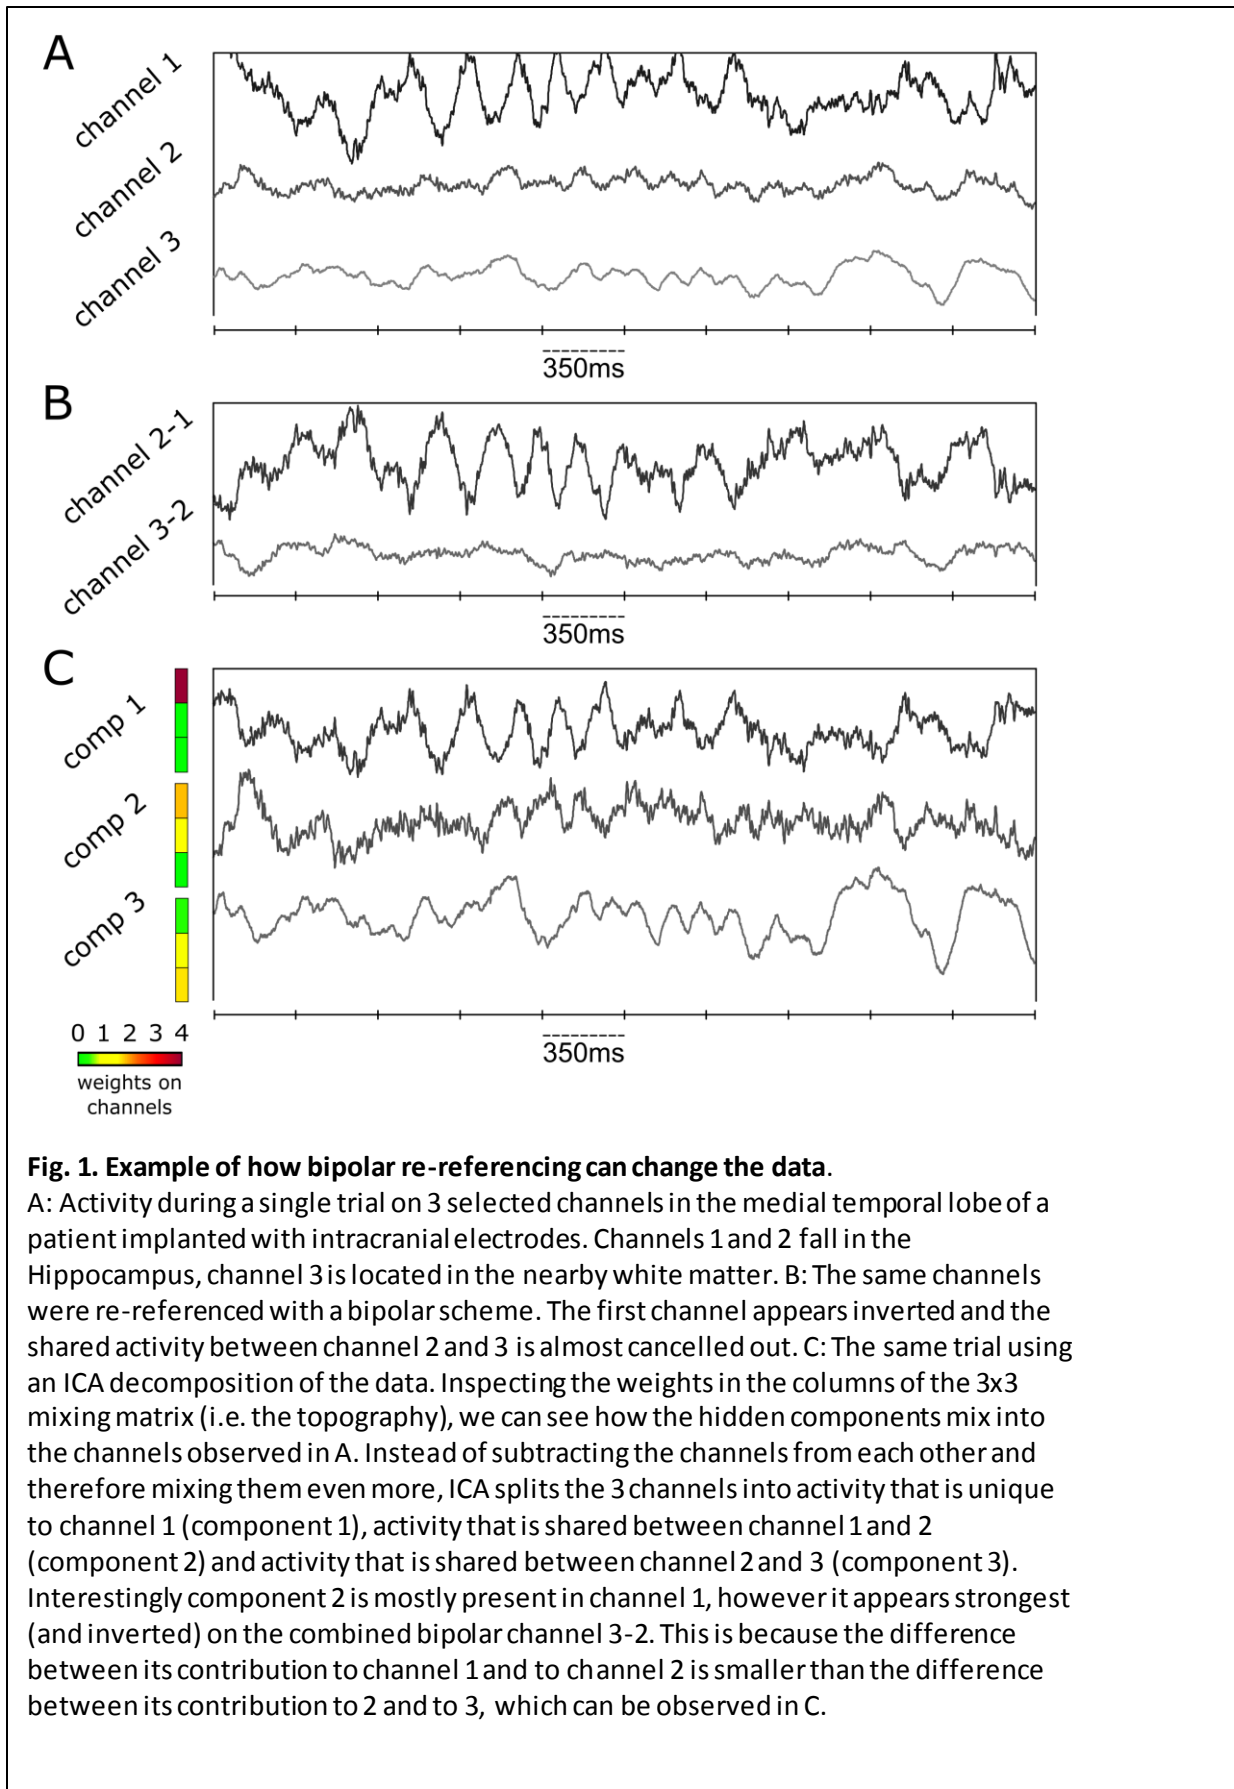 A
channel 1
channel 2
channel 3
350ms
B
channel 2-1
channel 3-2
350ms
C
comp 1
comp 2
comp 3
350ms
0 1 2 3 4
weights on
channels
Fig. 1. Example of how bipolar re-referencing can change the data.
A: Activity during a single trial on 3 selected channels in the medial temporal lobe of a
patient implanted with intracranial electrodes. Channels 1 and 2 fall in the
Hippocampus, channel 3 is located in the nearby white matter. B: The same channels
were re-referenced with a bipolar scheme. The first channel appears inverted and the
shared activity between channel 2 and 3 is almost cancelled out. C: The same trial using
an ICA decomposition of the data. Inspecting the weights in the columns of the 3x3
mixing matrix (i.e. the topography), we can see how the hidden components mix into
the channels observed in A. Instead of subtracting the channels from each other and
therefore mixing them even more, ICA splits the 3 channels into activity that is unique
to channel 1 (component 1), activity that is shared between channel 1 and 2
(component 2) and activity that is shared between channel 2 and 3 (component 3).
Interestingly component 2 is mostly present in channel 1, however it appears strongest
(and inverted) on the combined bipolar channel 3-2. This is because the difference
between its contribution to channel 1 and to channel 2 is smaller than the difference
between its contribution to 2 and to 3, which can be observed in C.